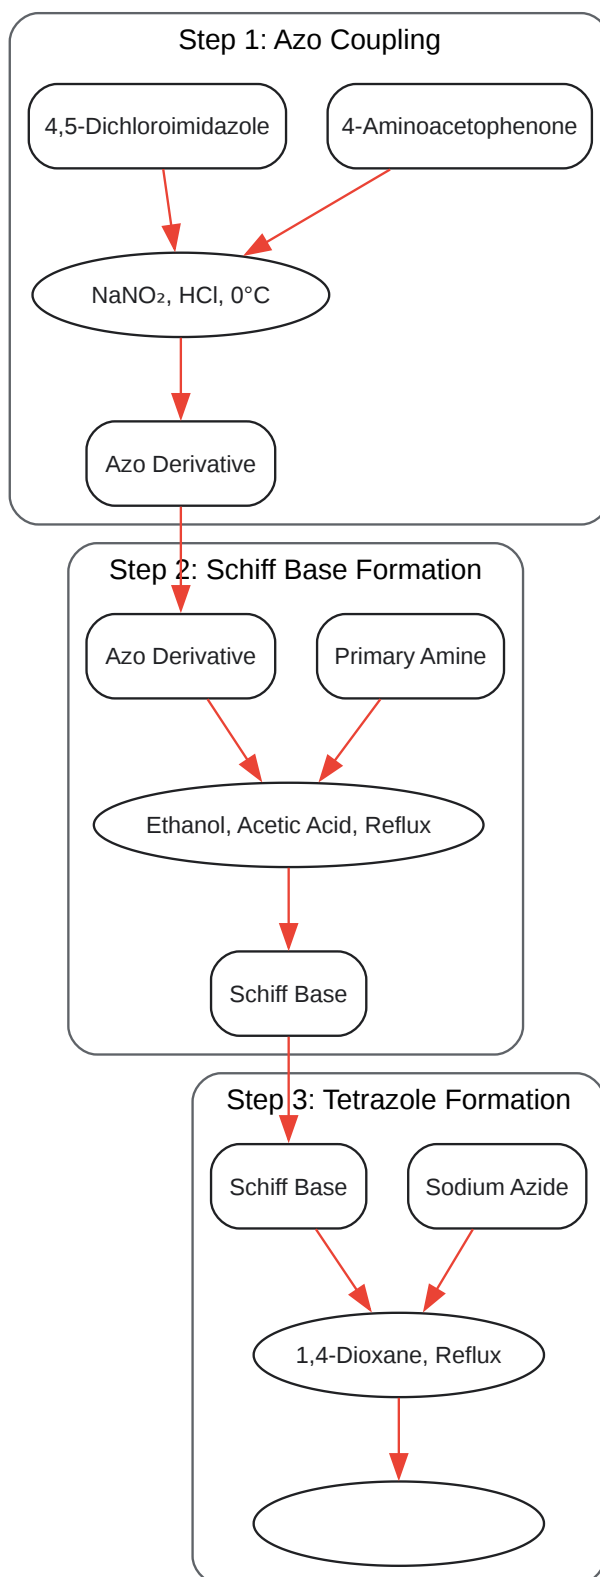 Step 1: Azo Coupling
4,5-Dichloroimidazole
4-Aminoacetophenone
NaNO₂, HCl, 0°C
Azo Derivative
Step 2: Schiff Base Formation
Azo Derivative
Primary Amine
Ethanol, Acetic Acid, Reflux
Schiff Base
Step 3: Tetrazole Formation
Schiff Base
Sodium Azide
1,4-Dioxane, Reflux